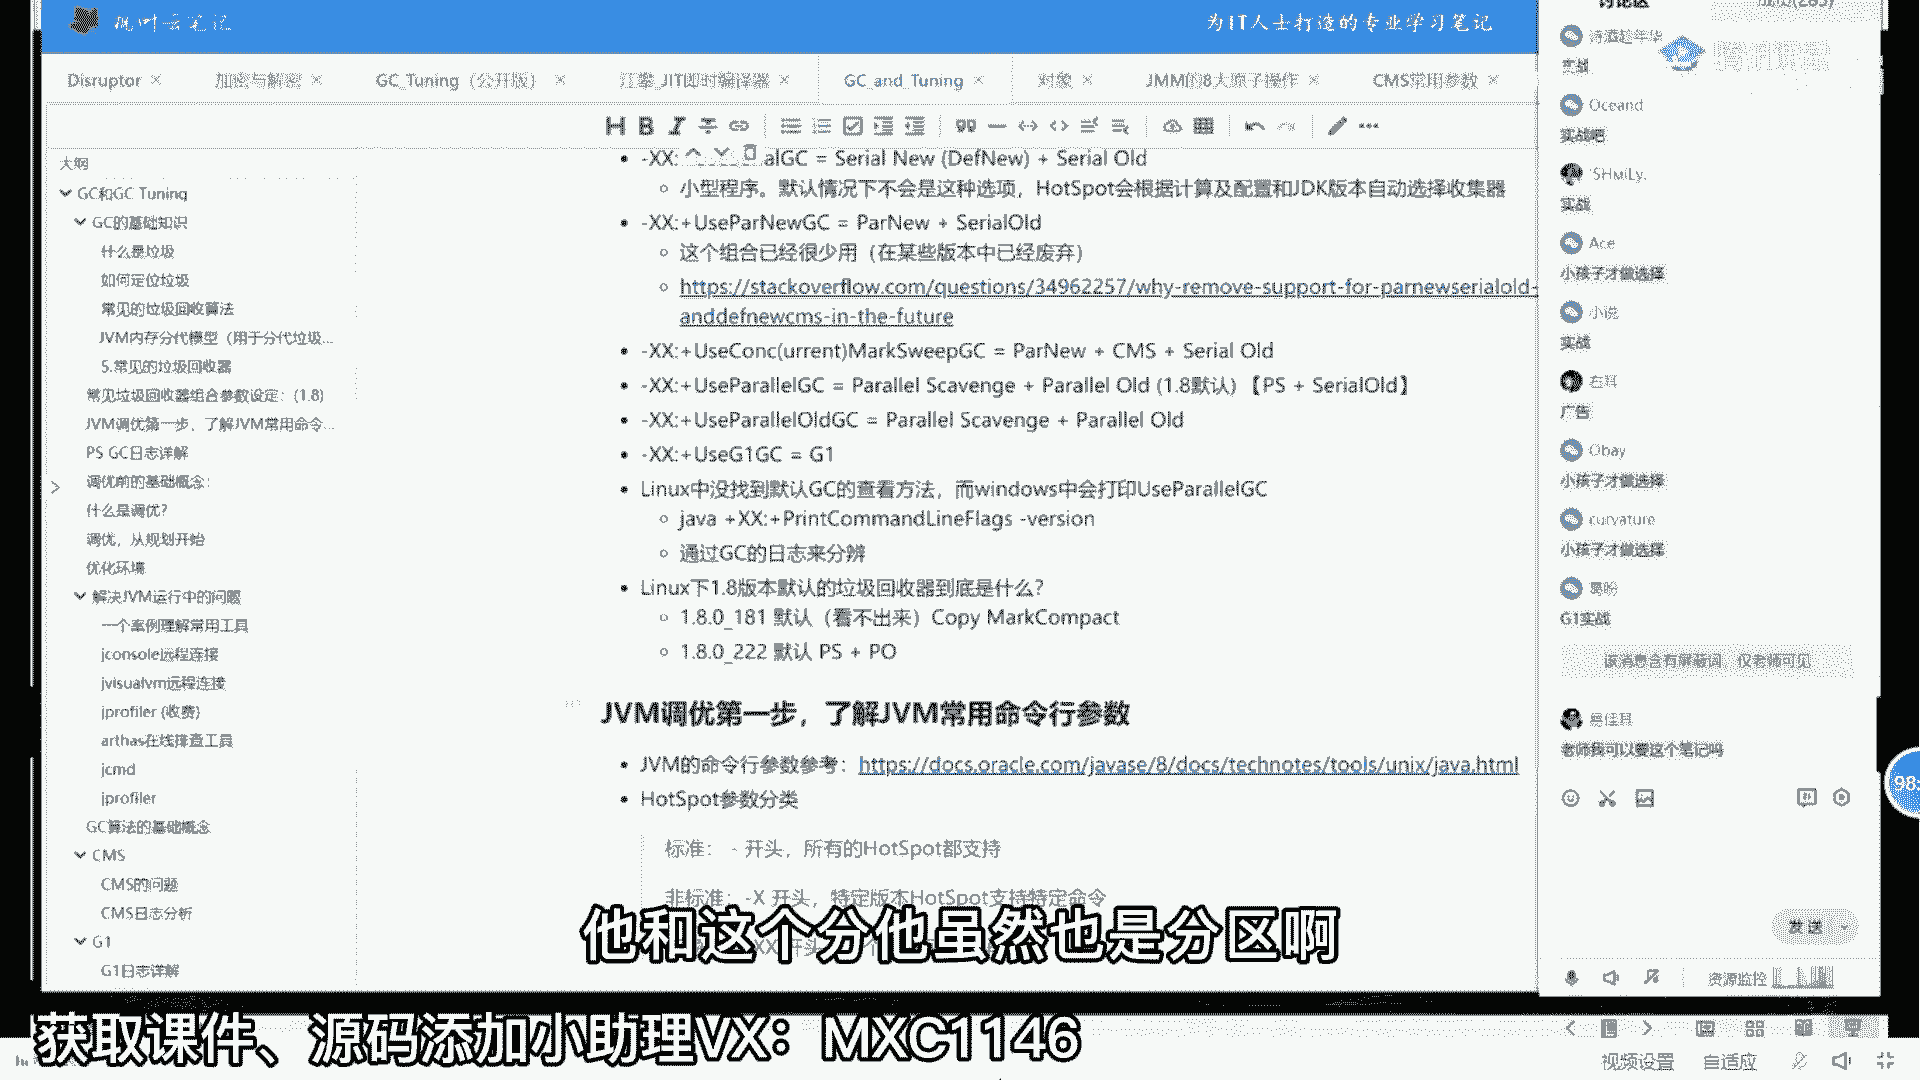 枫叶云笔记
为IT人士打造的专业学习笔记
讨论区
Disruptor ×
加密与解密 ×
GC_Tuning（公开版） ×
江攀_JIT即时编译器 ×
GC_and_Tuning ×
对象 ×
JMM的8大原子操作 ×
CMS常用参数 ×
大纲
GC和GC Tuning
GC的基础知识
什么是垃圾
如何定位垃圾
常见的垃圾回收算法
JVM内存分代模型（用于分代垃圾...
5.常见的垃圾回收器
常见垃圾回收器组合参数设定：(1.8)
JVM调优第一步，了解JVM常用命令...
PS GC日志详解
调优前的基础概念：
什么是调优？
调优，从规划开始
优化环境
解决JVM运行中的问题
一个案例理解常用工具
jconsole远程连接
jvisualvm远程连接
jprofiler (收费)
arthas在线排查工具
jcmd
jprofiler
GC算法的基础概念
CMS
CMS的问题
CMS日志分析
G1
G1日志详解
-XX: alGC = Serial New (DefNew) + Serial Old
小型程序。默认情况下不会是这种选项，HotSpot会根据计算及配置和JDK版本自动选择收集器
-XX:+UseParNewGC = ParNew + SerialOld
这个组合已经很少用（在某些版本中已经废弃）
https://stackoverflow.com/questions/34962257/why-remove-support-for-parnewserialold-
anddefnewcms-in-the-future
-XX:+UseConc(urrent)MarkSweepGC = ParNew + CMS + Serial Old
-XX:+UseParallelGC = Parallel Scavenge + Parallel Old (1.8默认) 【PS + SerialOld】
-XX:+UseParallelOldGC = Parallel Scavenge + Parallel Old
-XX:+UseG1GC = G1
Linux中没找到默认GC的查看方法，而windows中会打印UseParallelGC
java +XX:+PrintCommandLineFlags -version
通过GC的日志来分辨
Linux下1.8版本默认的垃圾回收器到底是什么？
1.8.0_181 默认（看不出来）Copy MarkCompact
1.8.0_222 默认 PS + PO
JVM调优第一步，了解JVM常用命令行参数
JVM的命令行参数参考：https://docs.oracle.com/javase/8/docs/technotes/tools/unix/java.html
HotSpot参数分类
标准： - 开头，所有的HotSpot都支持
非标准：-X 开头，特定版本HotSpot支持特定命令
他和这个分他虽然也是分区啊
诗酒趁年华
实战
Oceand
实战吧
'SHmiLy.
实战
Ace
小孩子才做选择
小说
实战
右耳
广告
Obay
小孩子才做选择
curvature
小孩子才做选择
G1实战
该消息含有屏蔽词，仅老师可见
老师我可以要这个笔记吗
98
发送
资源监控
获取课件、源码添加小助理VX：MXC1146
视频设置 自适应